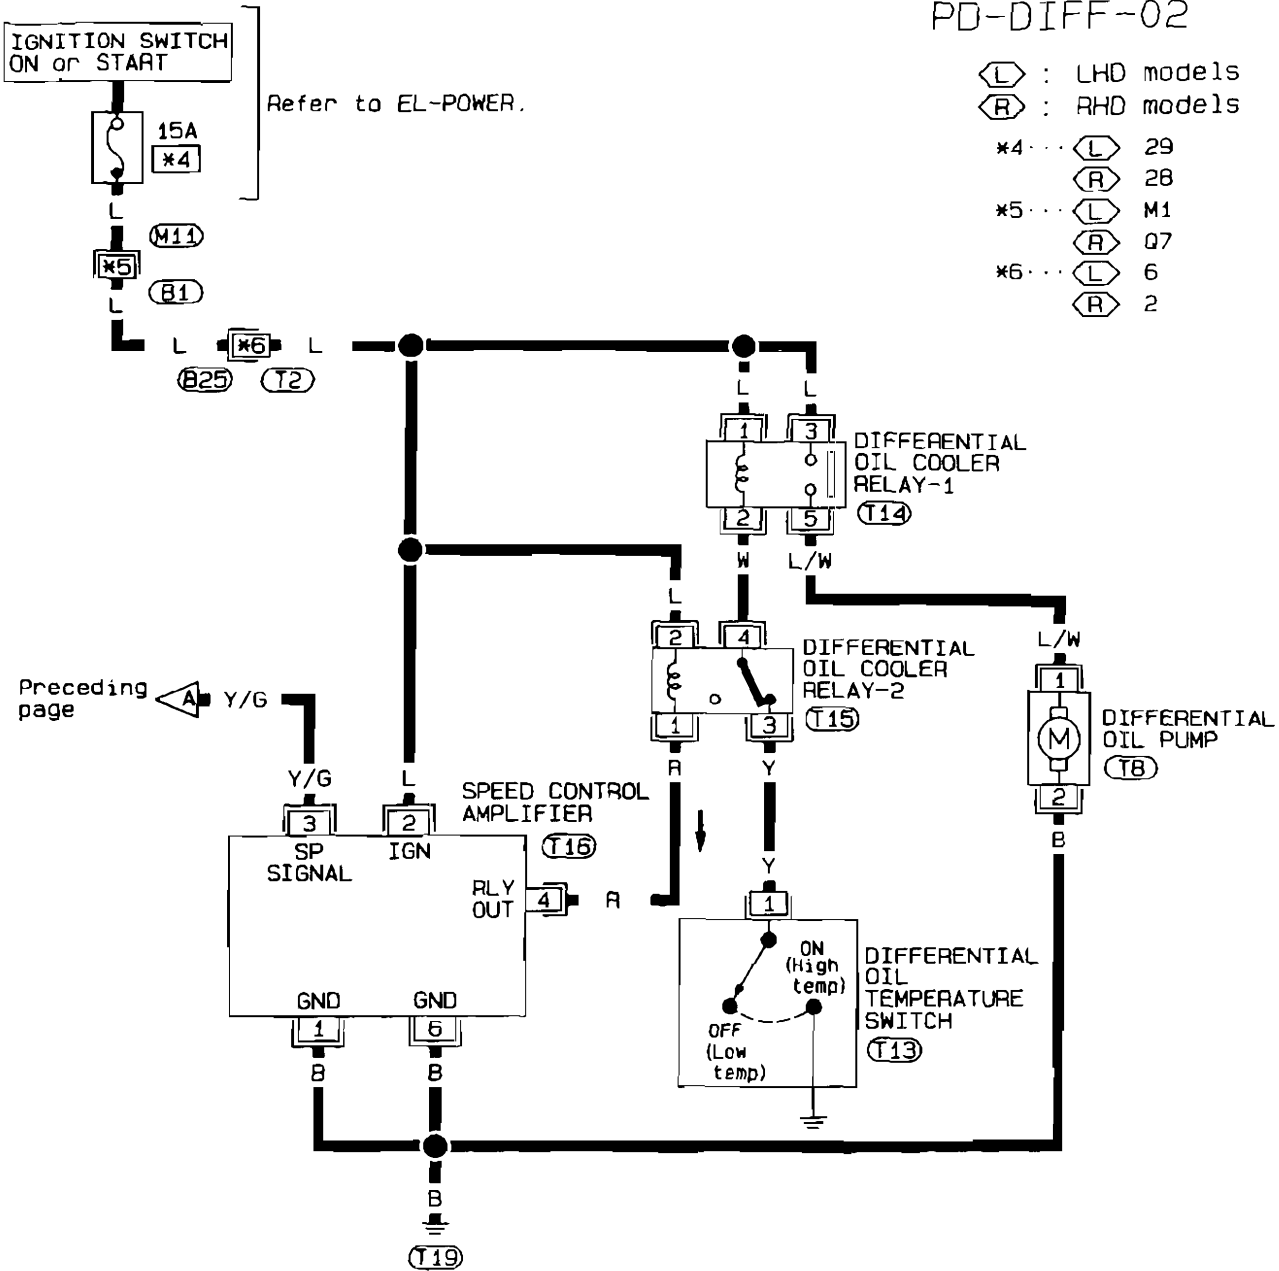 PD-DIFF-02
IGNITION SWITCH
ON or START
Refer to EL-POWER.
L : LHD models
R : RHD models
15A
*4
*4 ··· L 29
R 28
*5 ··· L M1
R Q7
*6 ··· L 6
R 2
L
M11
*5
B1
L
L *6 L
B25 T2
L L
1 3
DIFFERENTIAL
OIL COOLER
RELAY-1
T14
2 5
W L/W
L
L/W
2 4
DIFFERENTIAL
OIL COOLER
RELAY-2
T15
1 3
1
M
DIFFERENTIAL
OIL PUMP
T8
2
B
Preceding
page
A Y/G
R Y
Y/G L
SPEED CONTROL
AMPLIFIER
T16
3 2
SP
SIGNAL
IGN
RLY
OUT
4 R
Y
1
ON
(High
temp)
OFF
(Low
temp)
DIFFERENTIAL
OIL
TEMPERATURE
SWITCH
T13
GND GND
1 6
B B
B
T19